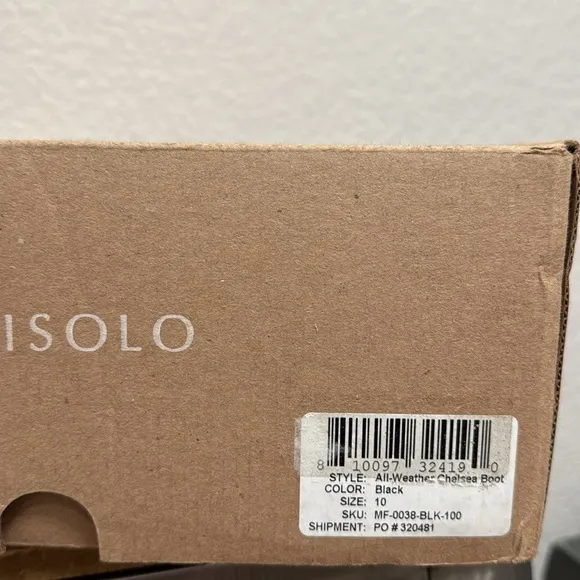 ISOLO
8 10097 32419 0
STYLE: All-Weather Chelsea Boot
COLOR: Black
SIZE: 10
SKU: MF-0038-BLK-100
SHIPMENT: PO # 320481